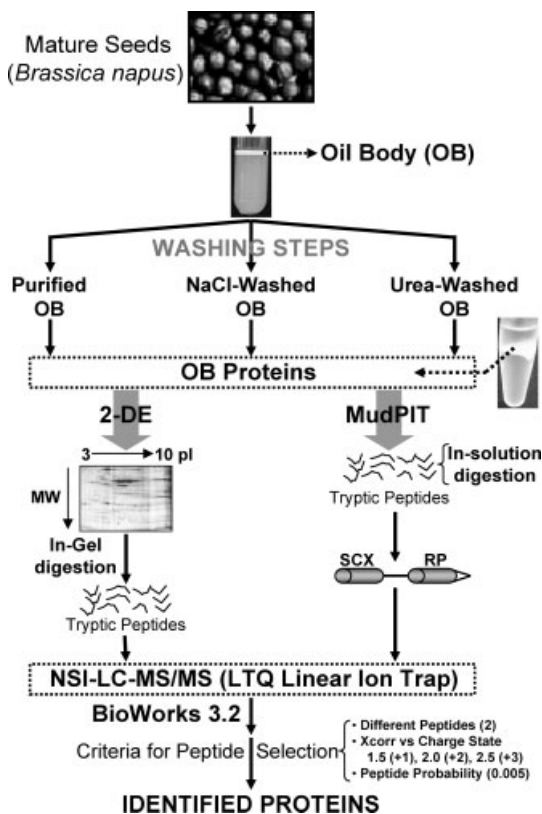 Mature Seeds
(Brassica napus)
Oil Body (OB)
WASHING STEPS
Purified
OB
NaCl-Washed
OB
Urea-Washed
OB
OB Proteins
2-DE
MudPIT
3 10 pI
MW
In-Gel
digestion
Tryptic Peptides
In-solution
digestion
Tryptic Peptides
SCX
RP
NSI-LC-MS/MS (LTQ Linear Ion Trap)
BioWorks 3.2
Criteria for Peptide Selection
• Different Peptides (2)
• Xcorr vs Charge State
1.5 (+1), 2.0 (+2), 2.5 (+3)
• Peptide Probability (0.005)
IDENTIFIED PROTEINS